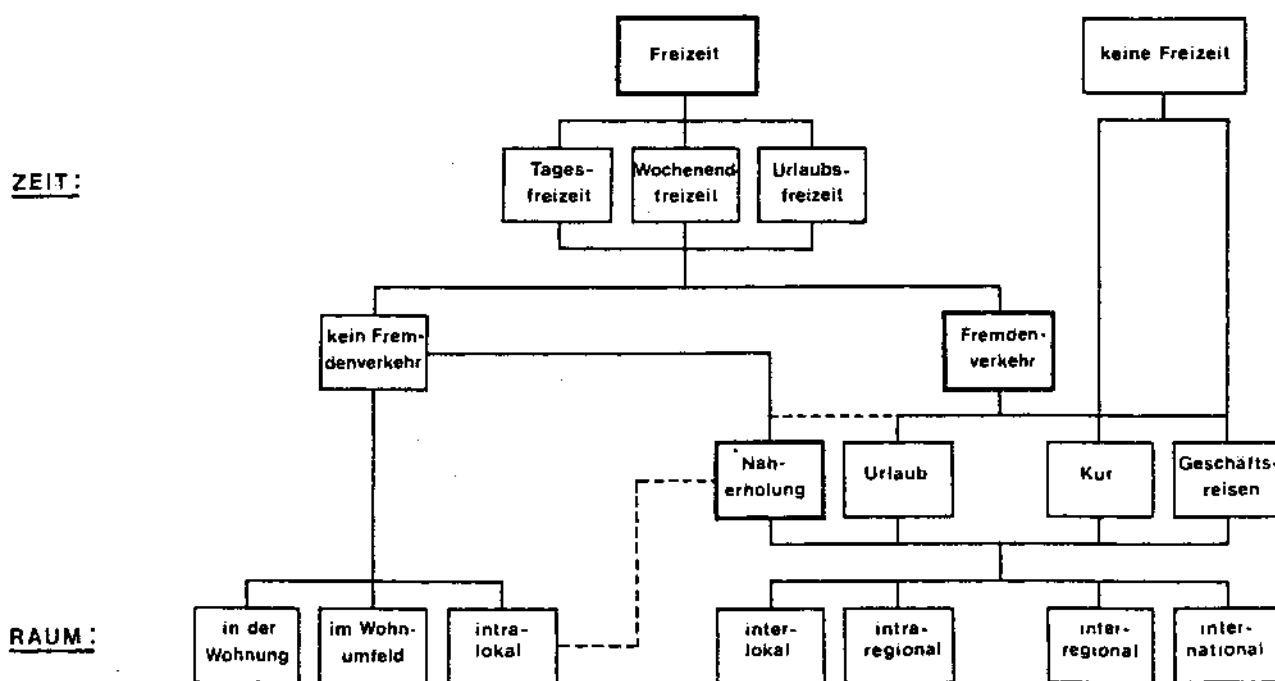 Freizeit
keine Freizeit
ZEIT:
Tages-
freizeit
Wochenend
freizeit
Urlaubs-
freizeit
kein Frem-
denverkehr
Fremden-
verkehr
Nah-
erholung
Urlaub
Kur
Geschäfts-
reisen
RAUM:
in der
Wohnung
im Wohn-
umfeld
intra-
lokal
inter-
lokal
intra-
regional
inter-
regional
inter-
national